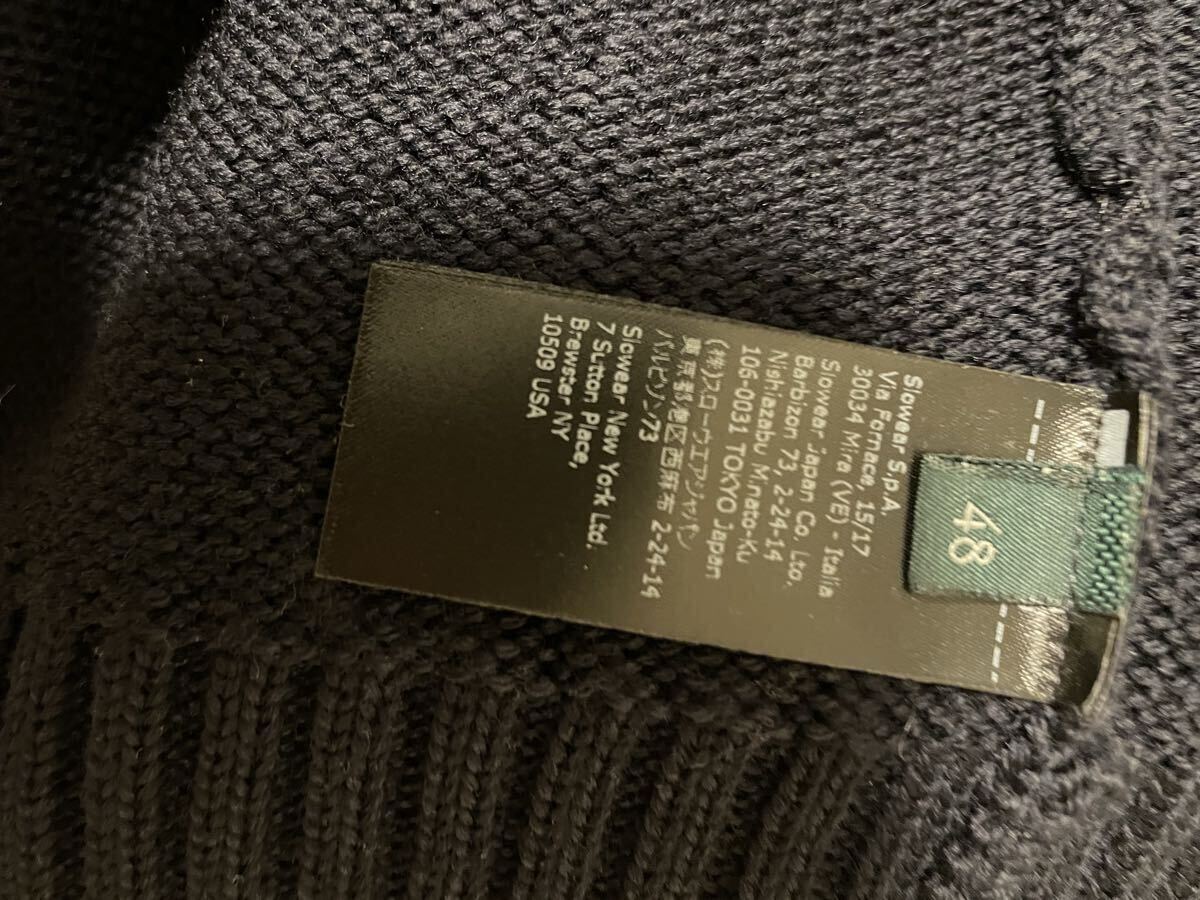 48
Slowear S.p.A
Via Fornace, 15/17
30034 Mira (VE) - Italia
Slowear Japan Co. Ltd.
Barbizon 73, 2-24-14
Nishiazabu Minato-Ku
106-0031 TOKYO Japan
(株)スローウエアジャパン
東京都港区西麻布 2-24-14
バルビゾン73
Slowear New York Ltd.
7 Sutton Place,
Brewster NY
10509 USA